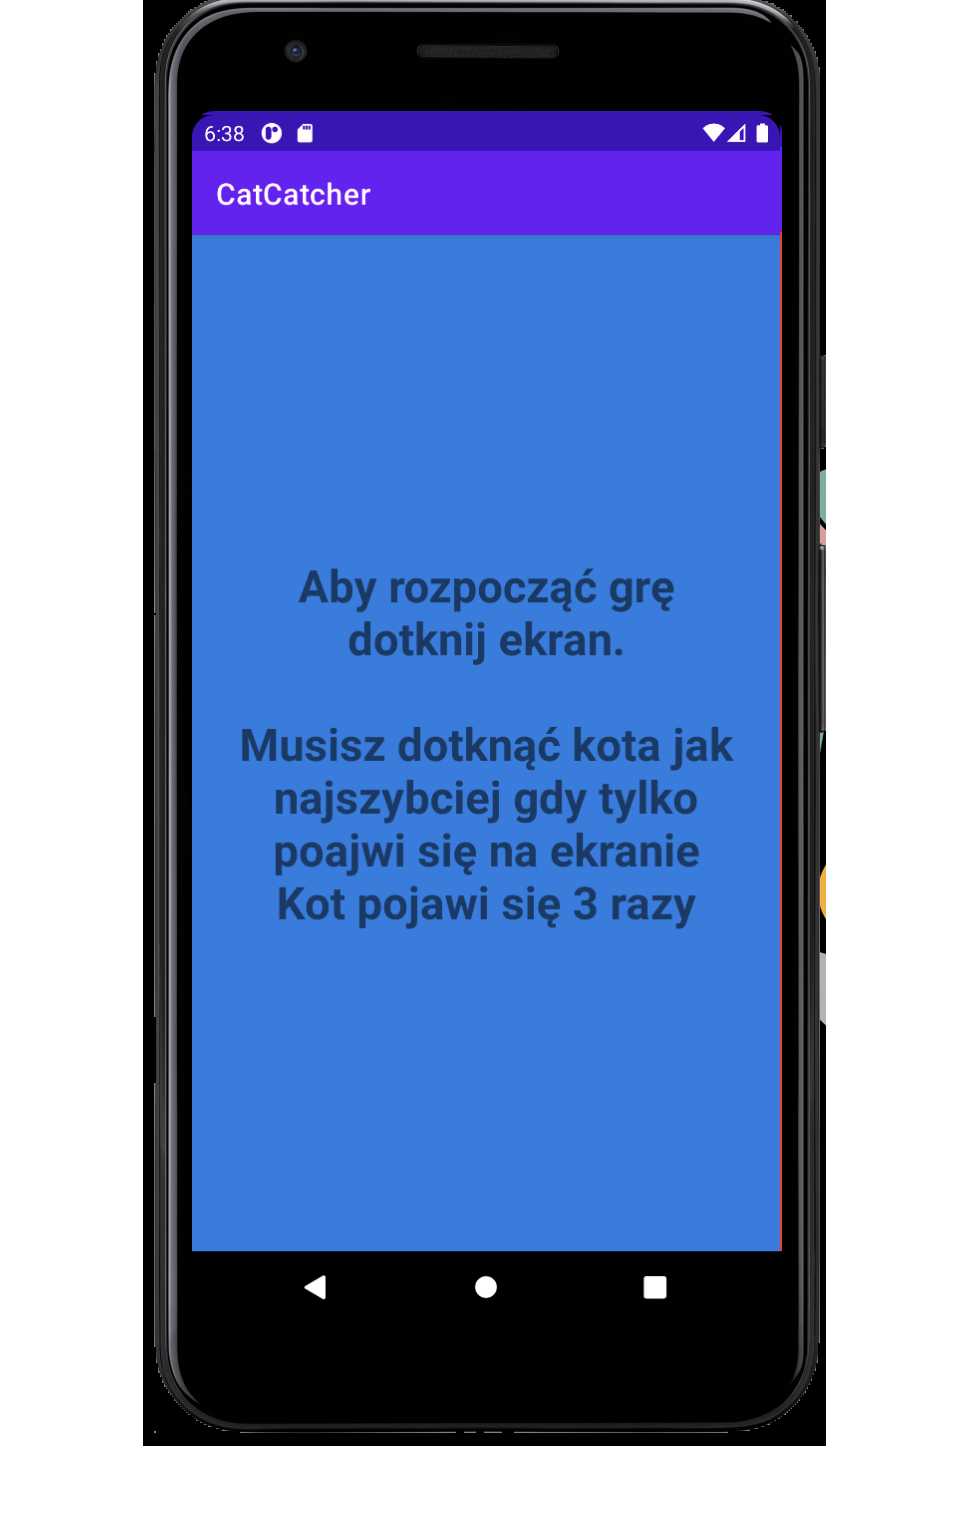 6:38
CatCatcher
Aby rozpocząć grę
dotknij ekran.
Musisz dotknąć kota jak
najszybciej gdy tylko
poajwi się na ekranie
Kot pojawi się 3 razy